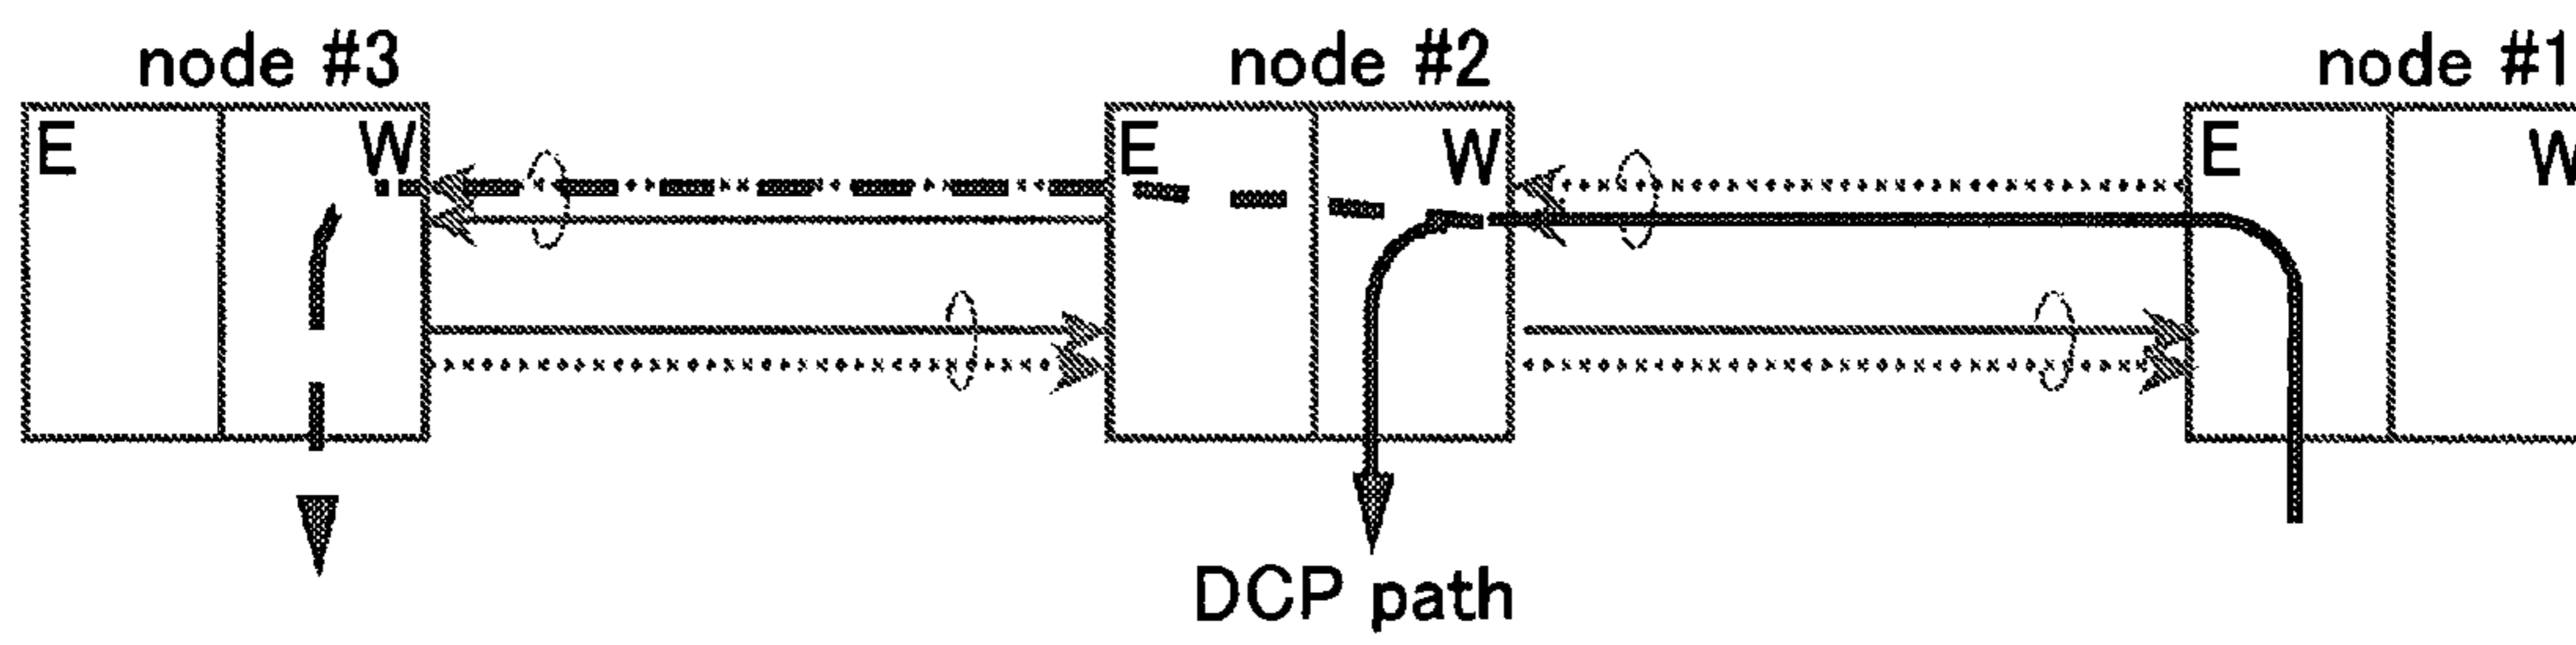 node #3 node #2 node #1
E W E W E W
DCP path